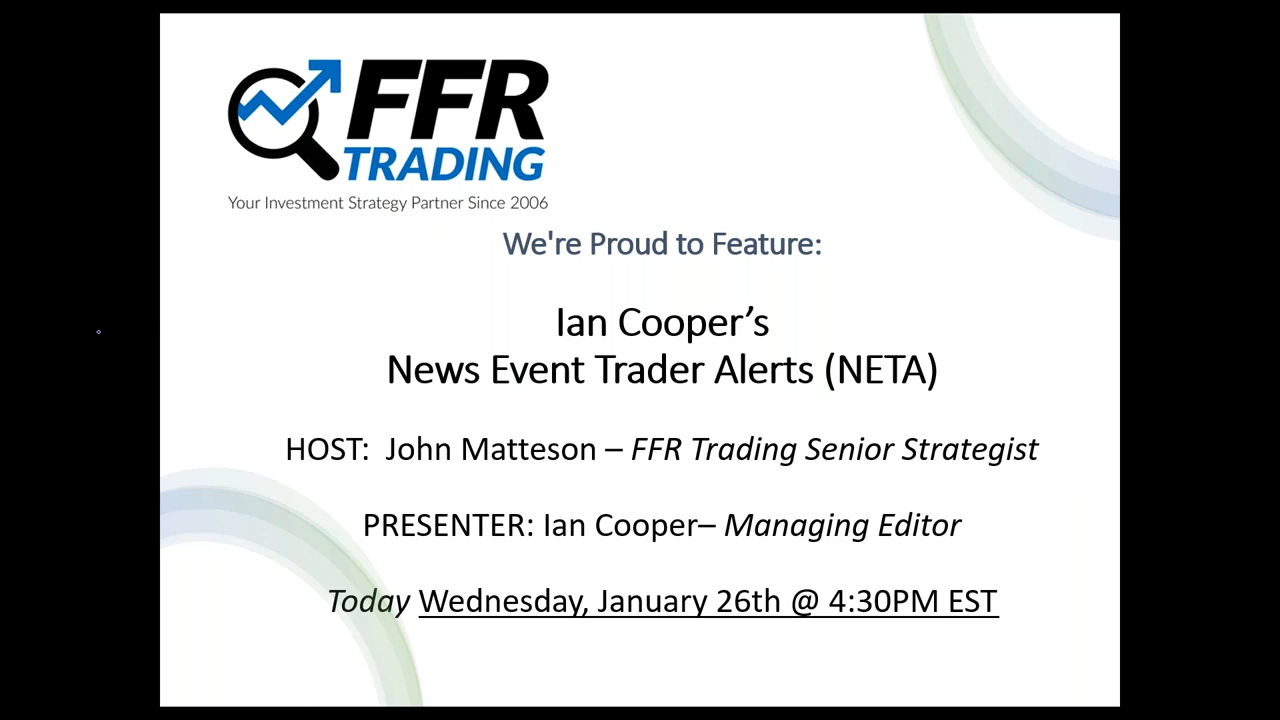 FFR
TRADING
Your Investment Strategy Partner Since 2006
We're Proud to Feature:
Ian Cooper’s
News Event Trader Alerts (NETA)
HOST:  John Matteson – FFR Trading Senior Strategist
PRESENTER: Ian Cooper– Managing Editor
Today Wednesday, January 26th @ 4:30PM EST